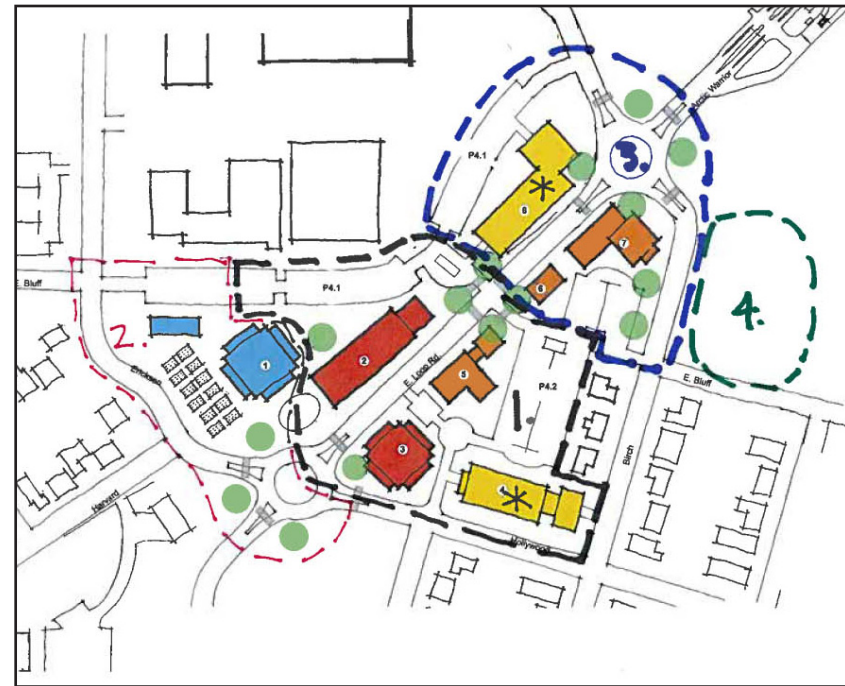 Arctic Warrior
3.
P4.1
8
7
E. Bluff
P4.1
6
4.
2.
1
2
E. Loop Rd.
5
P4.2
E. Bluff
Erickson
3
Birch
4
Harvard
Hollywood